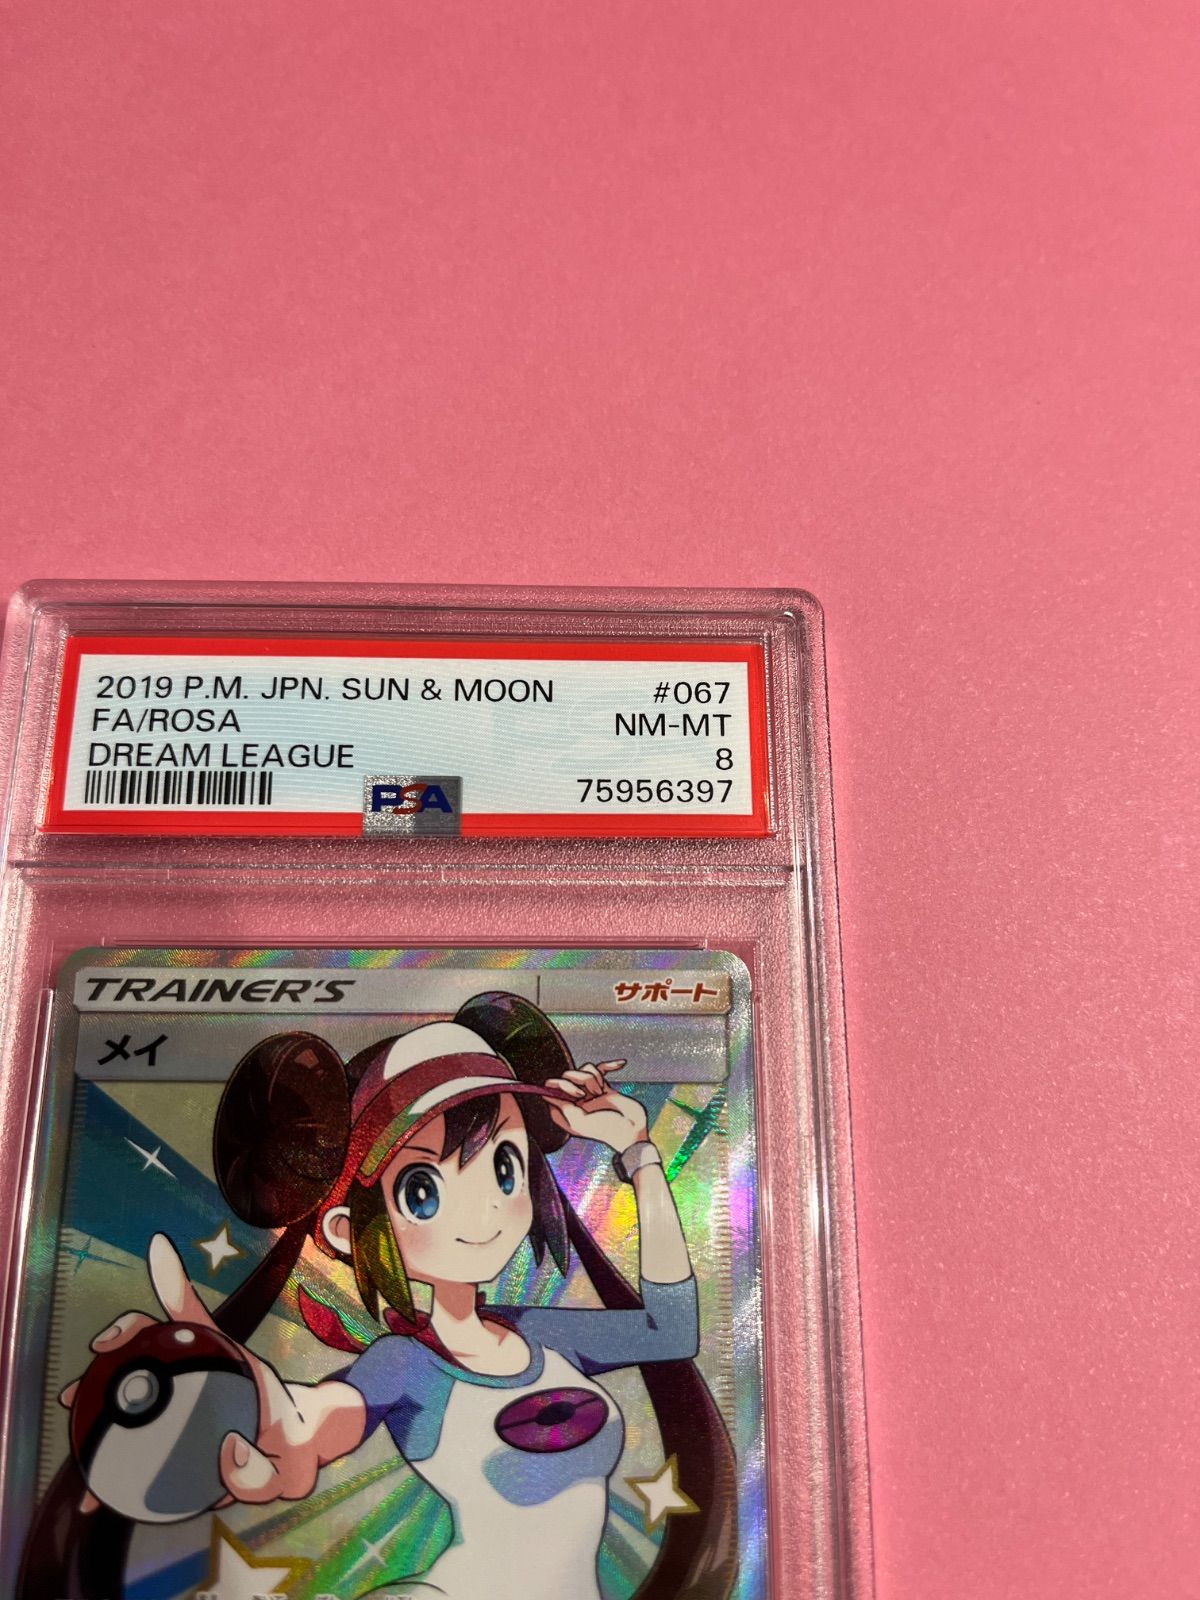 2019 P.M. JPN. SUN & MOON #067
FA/ROSA NM-MT
DREAM LEAGUE 8
75956397
PSA
TRAINER'S サポート
メイ